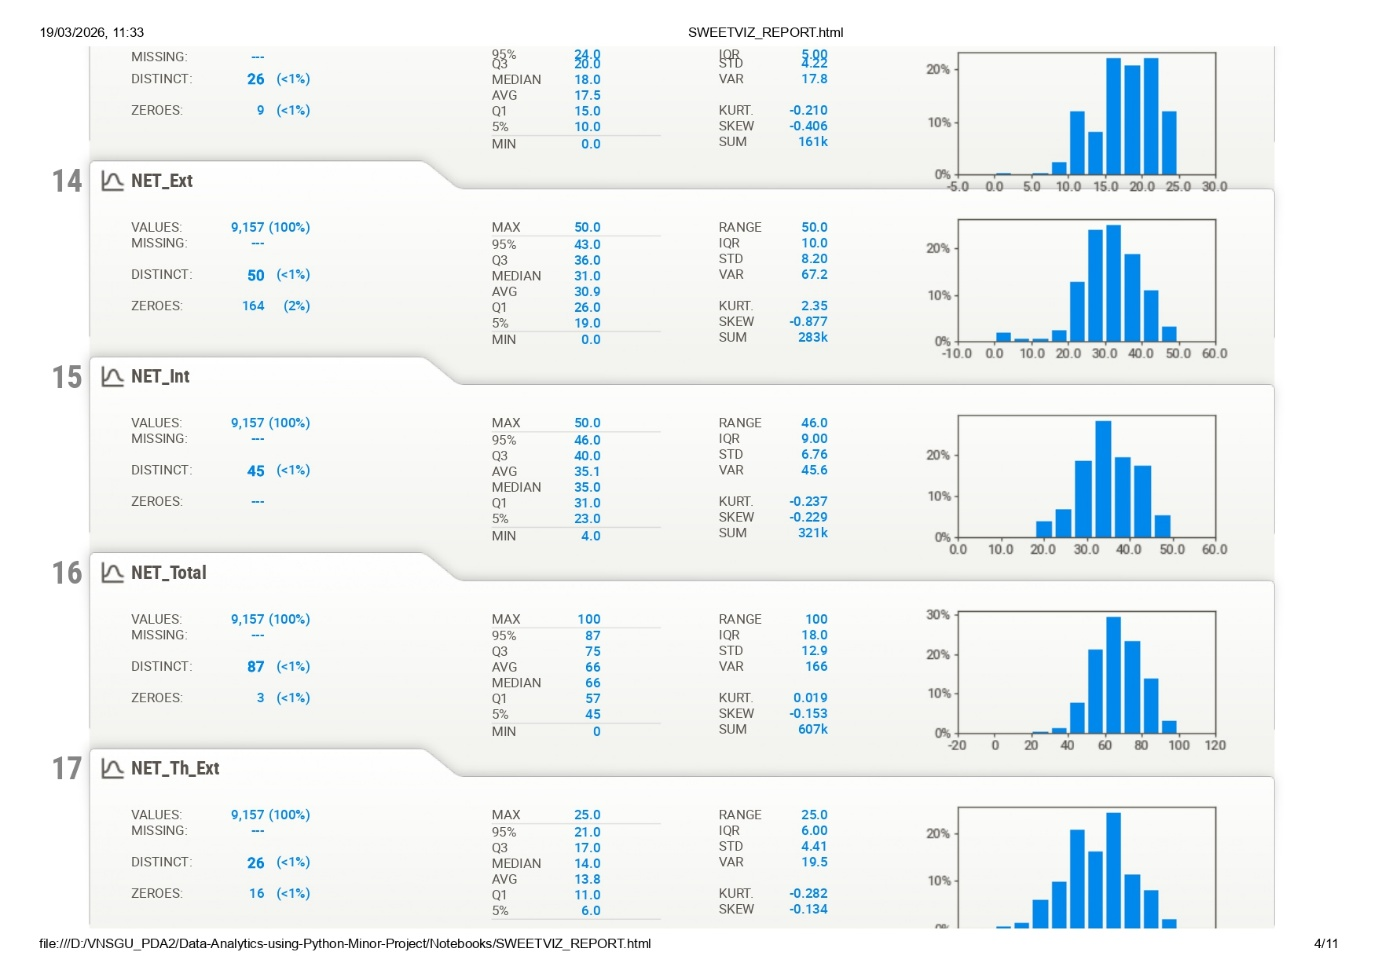 19/03/2026, 11:33 SWEETVIZ_REPORT.html
MISSING: --- 95% 24.0 IQR 5.00
Q3 20.0 STD 4.22
DISTINCT: 26 (<1%) MEDIAN 18.0 VAR 17.8
AVG 17.5
ZEROES: 9 (<1%) Q1 15.0 KURT. -0.210
5% 10.0 SKEW -0.406
MIN 0.0 SUM 161k
20%
10%
0%
-5.0 0.0 5.0 10.0 15.0 20.0 25.0 30.0
14 NET_Ext
VALUES: 9,157 (100%) MAX 50.0 RANGE 50.0
MISSING: --- 95% 43.0 IQR 10.0
Q3 36.0 STD 8.20
DISTINCT: 50 (<1%) MEDIAN 31.0 VAR 67.2
AVG 30.9
ZEROES: 164 (2%) Q1 26.0 KURT. 2.35
5% 19.0 SKEW -0.877
MIN 0.0 SUM 283k
20%
10%
0%
-10.0 0.0 10.0 20.0 30.0 40.0 50.0 60.0
15 NET_Int
VALUES: 9,157 (100%) MAX 50.0 RANGE 46.0
MISSING: --- 95% 46.0 IQR 9.00
Q3 40.0 STD 6.76
DISTINCT: 45 (<1%) AVG 35.1 VAR 45.6
MEDIAN 35.0
ZEROES: --- Q1 31.0 KURT. -0.237
5% 23.0 SKEW -0.229
MIN 4.0 SUM 321k
20%
10%
0%
0.0 10.0 20.0 30.0 40.0 50.0 60.0
16 NET_Total
VALUES: 9,157 (100%) MAX 100 RANGE 100
MISSING: --- 95% 87 IQR 18.0
Q3 75 STD 12.9
DISTINCT: 87 (<1%) AVG 66 VAR 166
MEDIAN 66
ZEROES: 3 (<1%) Q1 57 KURT. 0.019
5% 45 SKEW -0.153
MIN 0 SUM 607k
30%
20%
10%
0%
-20 0 20 40 60 80 100 120
17 NET_Th_Ext
VALUES: 9,157 (100%) MAX 25.0 RANGE 25.0
MISSING: --- 95% 21.0 IQR 6.00
Q3 17.0 STD 4.41
DISTINCT: 26 (<1%) MEDIAN 14.0 VAR 19.5
AVG 13.8
ZEROES: 16 (<1%) Q1 11.0 KURT. -0.282
5% 6.0 SKEW -0.134
20%
10%
0%
file:///D:/VNSGU_PDA2/Data-Analytics-using-Python-Minor-Project/Notebooks/SWEETVIZ_REPORT.html 4/11